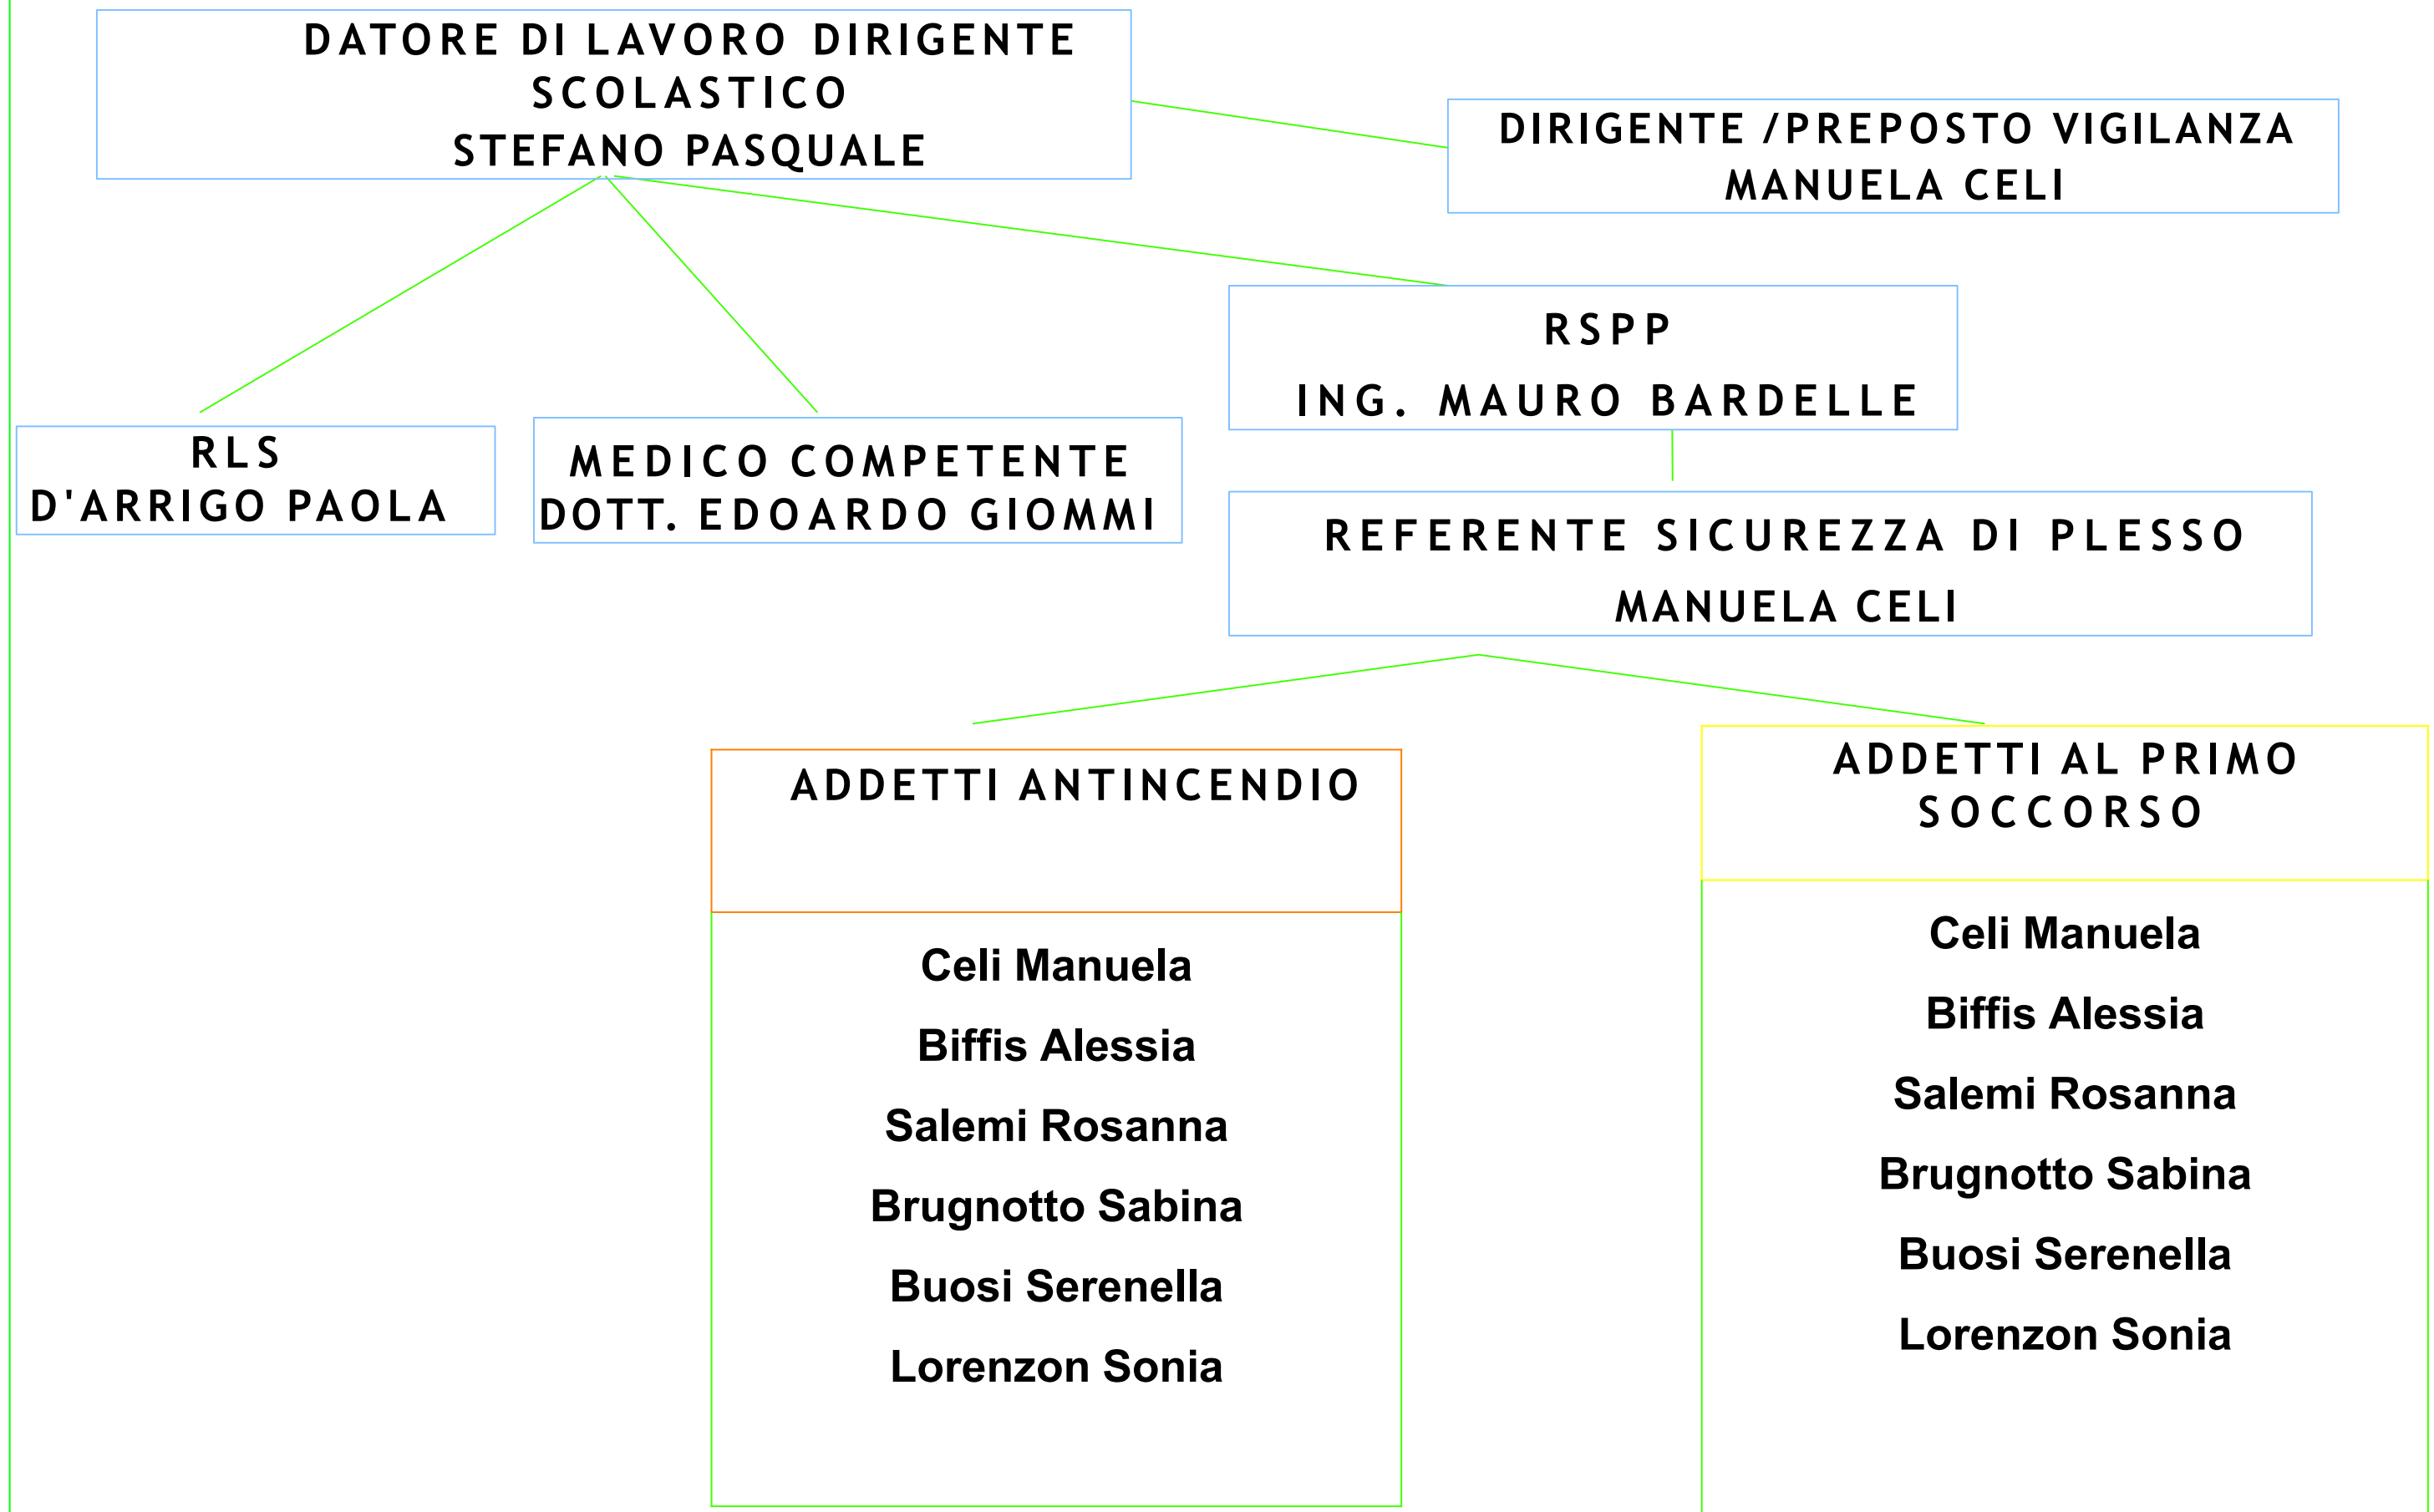 DATORE DI LAVORO DIRIGENTE
SCOLASTICO
STEFANO PASQUALE
DIRIGENTE /PREPOSTO VIGILANZA
MANUELA CELI
RSPP
ING. MAURO BARDELLE
RLS
D'ARRIGO PAOLA
MEDICO COMPETENTE
DOTT. EDOARDO GIOMMI
REFERENTE SICUREZZA DI PLESSO
MANUELA CELI
ADDETTI ANTINCENDIO
Celi Manuela
Biffis Alessia
Salemi Rosanna
Brugnotto Sabina
Buosi Serenella
Lorenzon Sonia
ADDETTI AL PRIMO
SOCCORSO
Celi Manuela
Biffis Alessia
Salemi Rosanna
Brugnotto Sabina
Buosi Serenella
Lorenzon Sonia